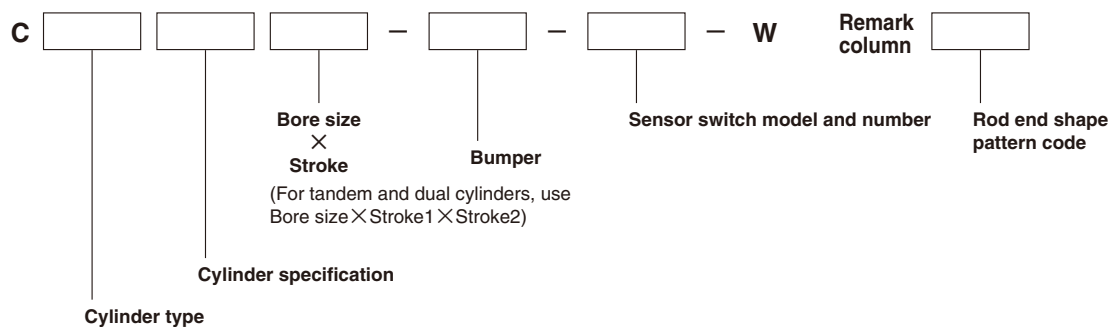 C – – – W Remark
column
Bore size
×
Stroke
(For tandem and dual cylinders, use
Bore size×Stroke1×Stroke2)
Bumper
Sensor switch model and number
Rod end shape
pattern code
Cylinder specification
Cylinder type